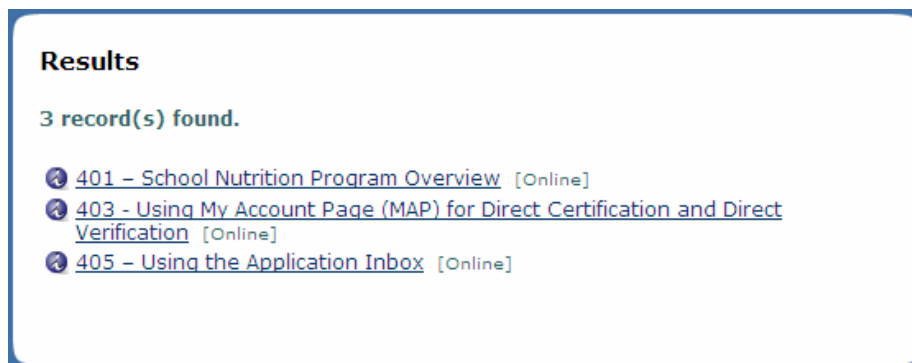 Results
3 record(s) found.
401 – School Nutrition Program Overview [Online]
403 - Using My Account Page (MAP) for Direct Certification and Direct
Verification [Online]
405 – Using the Application Inbox [Online]